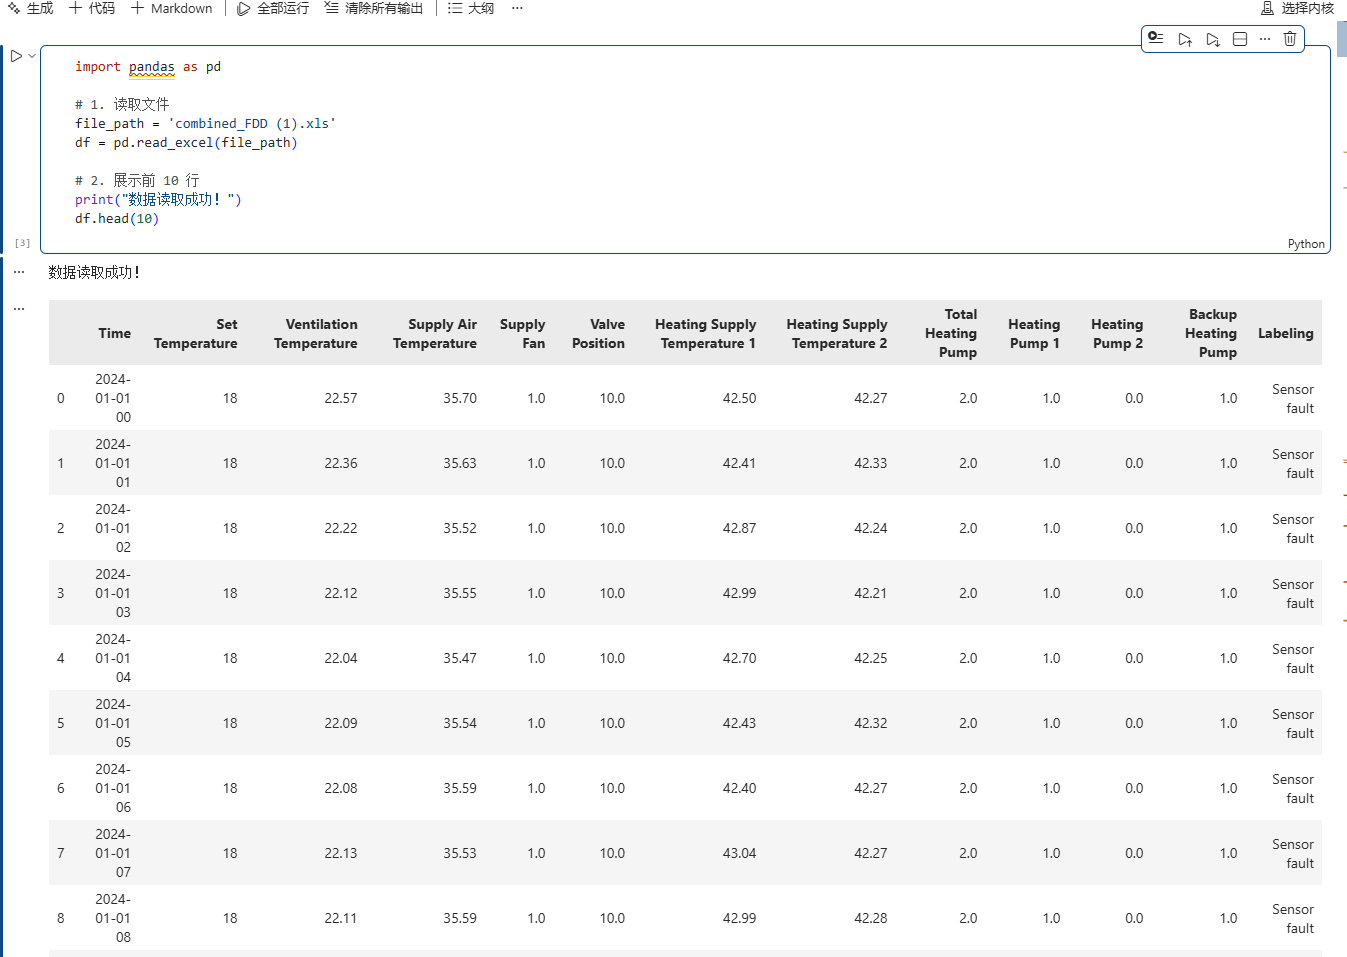 生成 代码 Markdown 全部运行 清除所有输出 大纲 ··· 选择内核
import pandas as pd
# 1. 读取文件
file_path = 'combined_FDD (1).xls'
df = pd.read_excel(file_path)
# 2. 展示前 10 行
print("数据读取成功！")
df.head(10)
[3] Python
数据读取成功！
Time Set Temperature Ventilation Temperature Supply Air Temperature Supply Fan Valve Position Heating Supply Temperature 1 Heating Supply Temperature 2 Total Heating Pump Heating Pump 1 Heating Pump 2 Backup Heating Pump Labeling
0 2024-01-01 00 18 22.57 35.70 1.0 10.0 42.50 42.27 2.0 1.0 0.0 1.0 Sensor fault
1 2024-01-01 01 18 22.36 35.63 1.0 10.0 42.41 42.33 2.0 1.0 0.0 1.0 Sensor fault
2 2024-01-01 02 18 22.22 35.52 1.0 10.0 42.87 42.24 2.0 1.0 0.0 1.0 Sensor fault
3 2024-01-01 03 18 22.12 35.55 1.0 10.0 42.99 42.21 2.0 1.0 0.0 1.0 Sensor fault
4 2024-01-01 04 18 22.04 35.47 1.0 10.0 42.70 42.25 2.0 1.0 0.0 1.0 Sensor fault
5 2024-01-01 05 18 22.09 35.54 1.0 10.0 42.43 42.32 2.0 1.0 0.0 1.0 Sensor fault
6 2024-01-01 06 18 22.08 35.59 1.0 10.0 42.40 42.27 2.0 1.0 0.0 1.0 Sensor fault
7 2024-01-01 07 18 22.13 35.53 1.0 10.0 43.04 42.27 2.0 1.0 0.0 1.0 Sensor fault
8 2024-01-01 08 18 22.11 35.59 1.0 10.0 42.99 42.28 2.0 1.0 0.0 1.0 Sensor fault